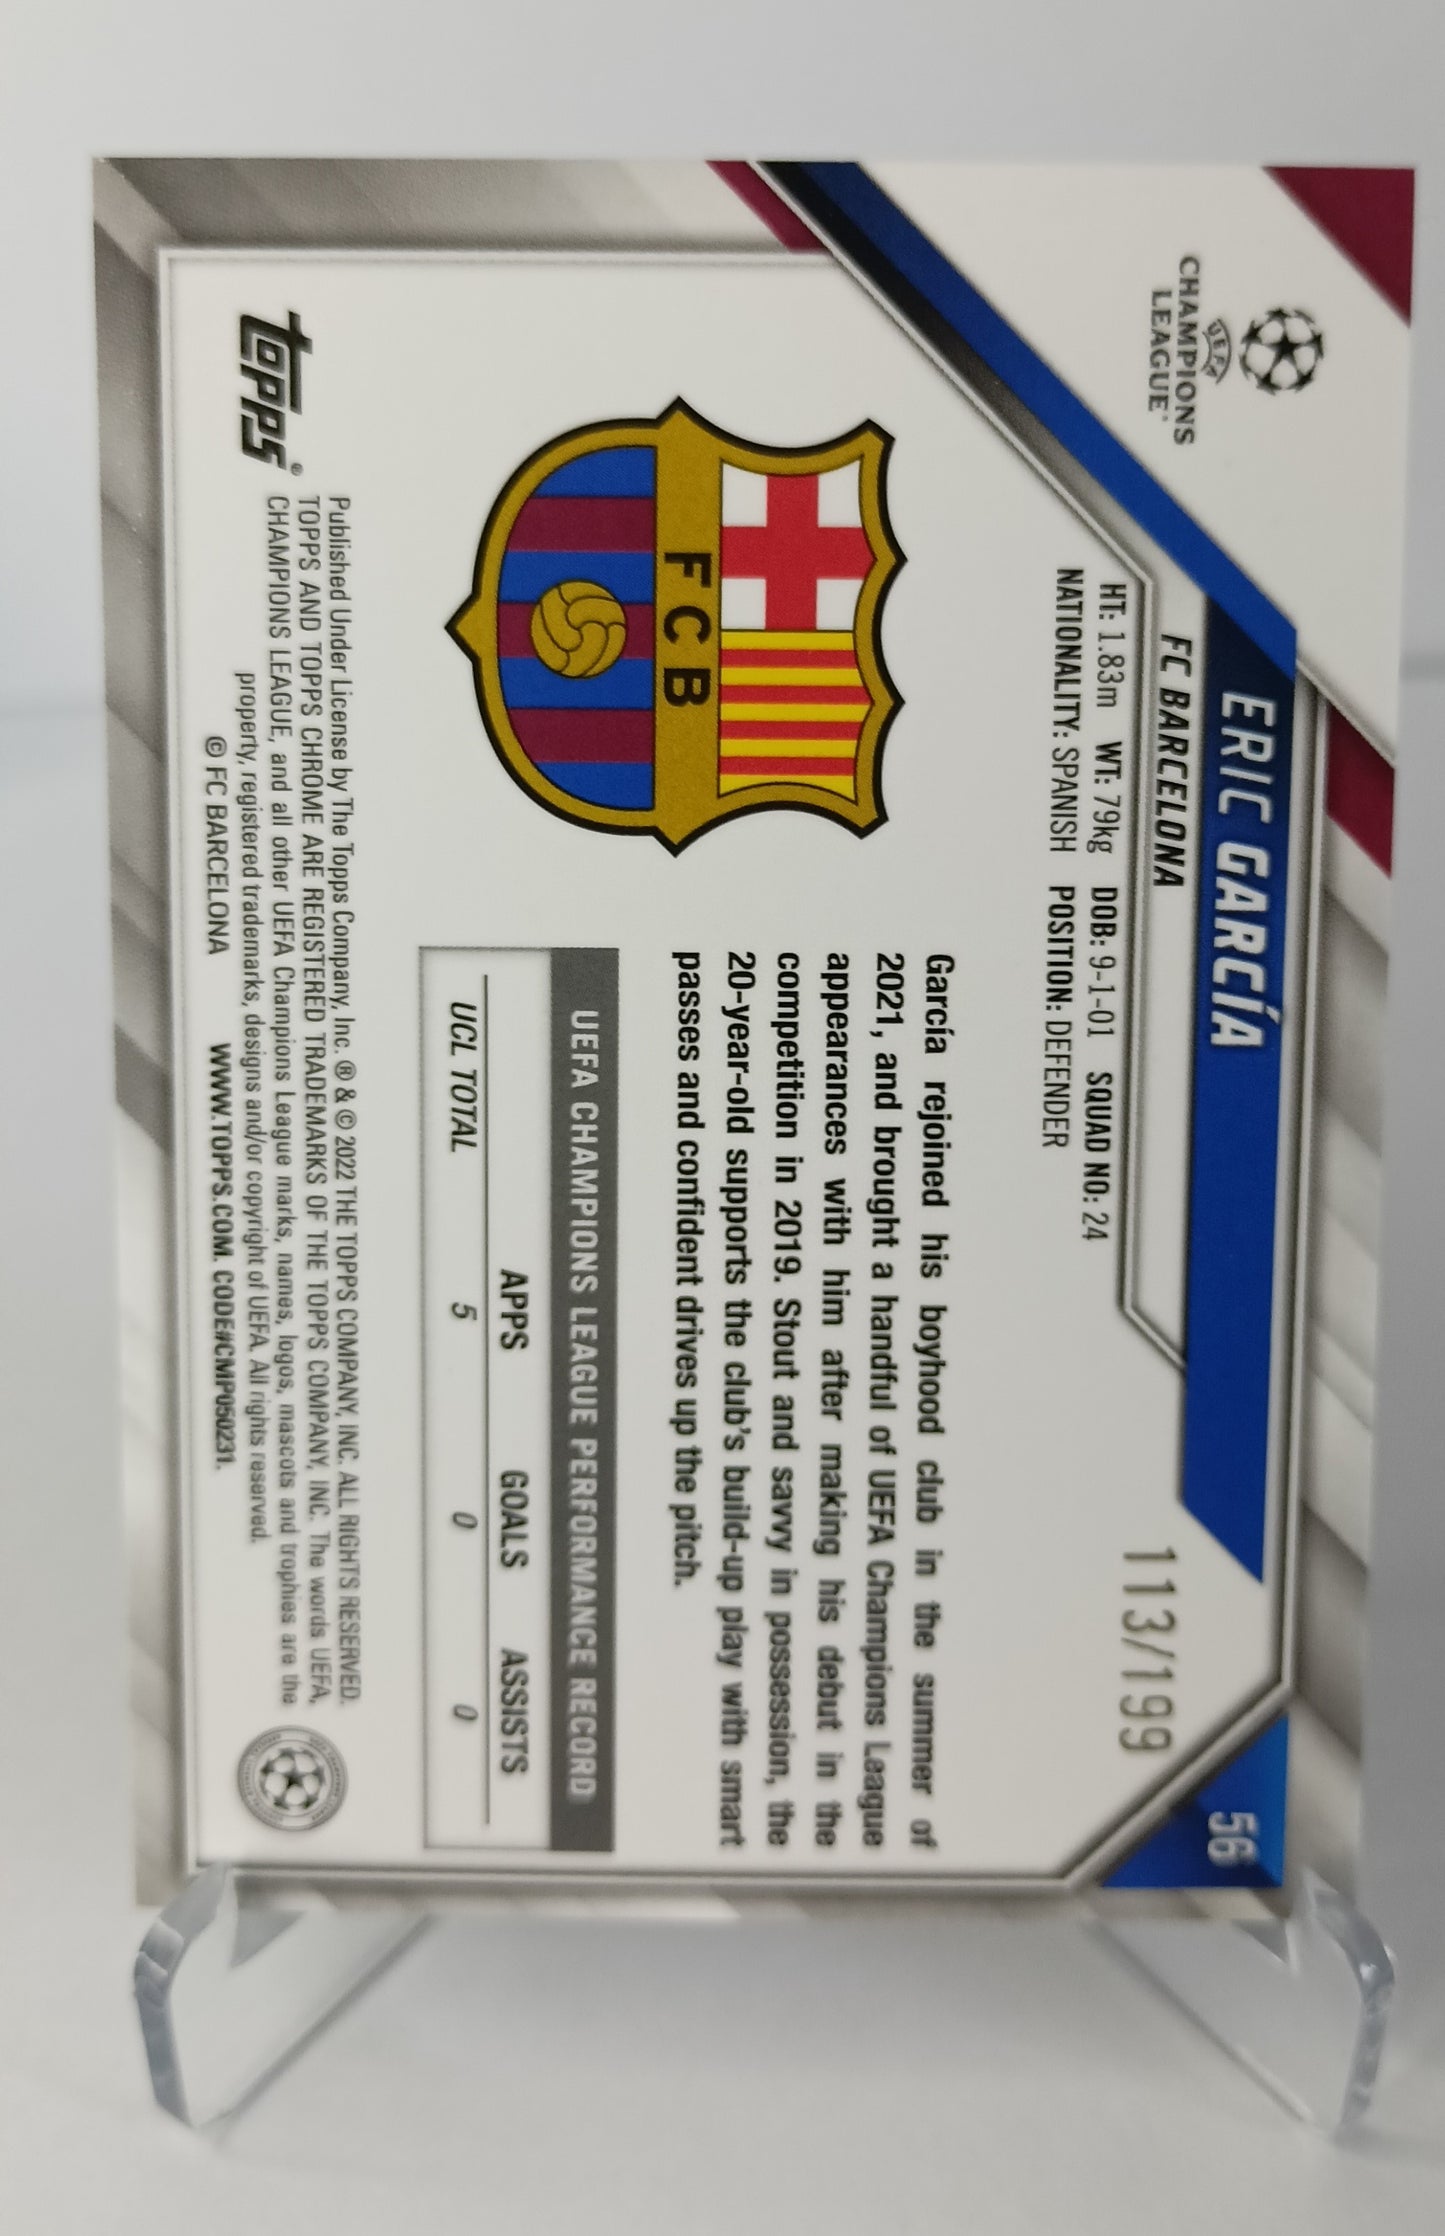 UEFA
CHAMPIONS
LEAGUE
ERIC GARCÍA
56
FC BARCELONA
113/199
HT: 1.83m WT: 79kg DOB: 9-1-01 SQUAD NO: 24
NATIONALITY: SPANISH POSITION: DEFENDER
FCB
García rejoined his boyhood club in the summer of
2021, and brought a handful of UEFA Champions League
appearances with him after making his debut in the
competition in 2019. Stout and savvy in possession, the
20-year-old supports the club's build-up play with smart
passes and confident drives up the pitch.
UEFA CHAMPIONS LEAGUE PERFORMANCE RECORD
APPS GOALS ASSISTS
UCL TOTAL 5 0 0
topps®
Published Under License by The Topps Company, Inc. ® & © 2022 THE TOPPS COMPANY, INC. ALL RIGHTS RESERVED.
TOPPS AND TOPPS CHROME ARE REGISTERED TRADEMARKS OF THE TOPPS COMPANY, INC. The words UEFA,
CHAMPIONS LEAGUE, and all other UEFA Champions League marks, names, logos, mascots and trophies are the
property, registered trademarks, designs and/or copyright of UEFA. All rights reserved.
© FC BARCELONA WWW.TOPPS.COM. CODE#CMP050231.